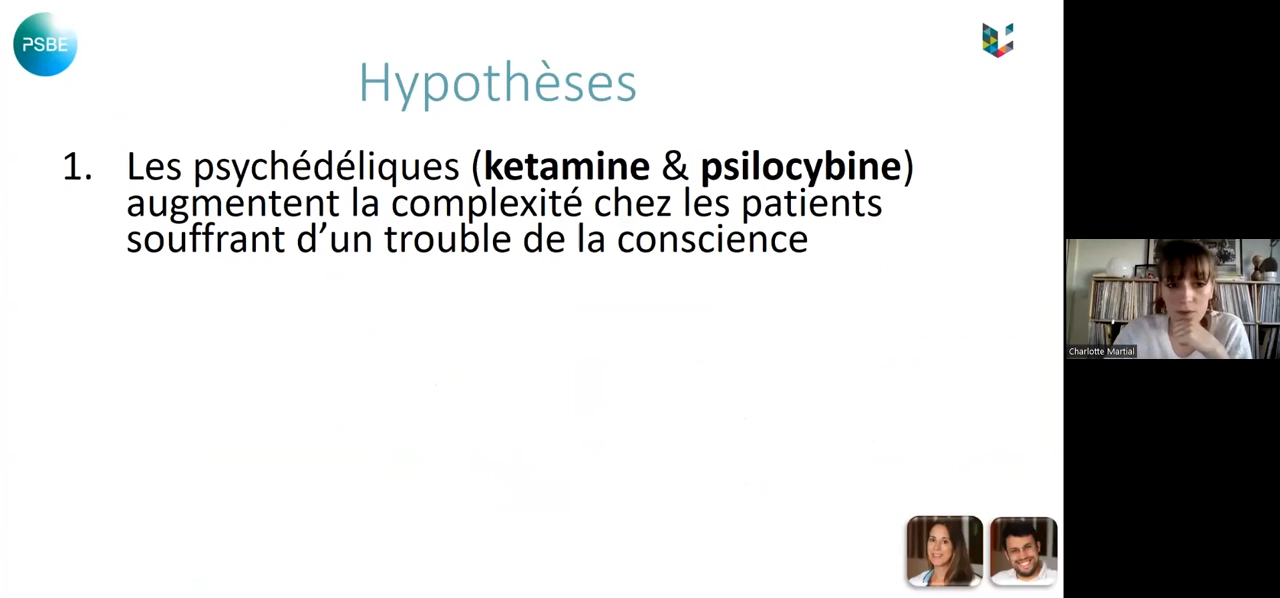 PSBE
Hypothèses
1. Les psychédéliques (ketamine & psilocybine)
augmentent la complexité chez les patients
souffrant d’un trouble de la conscience
Charlotte Martial